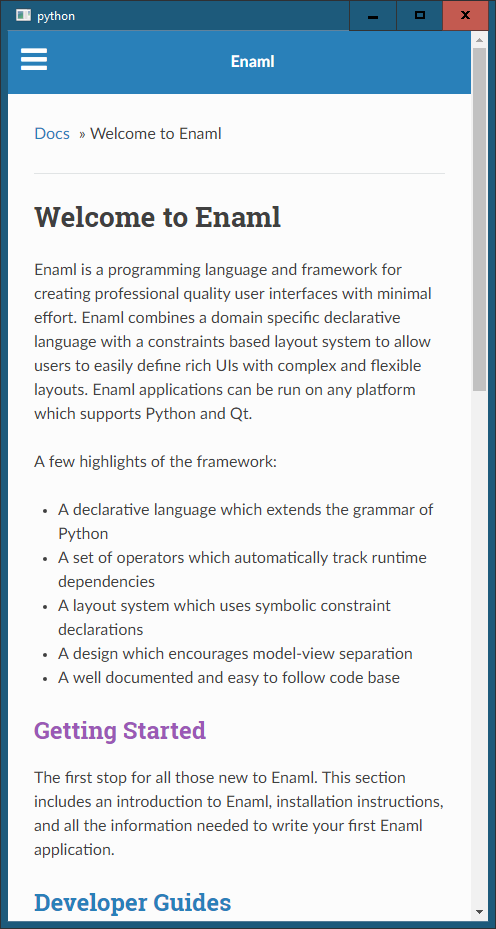 python
Enaml
Docs » Welcome to Enaml
Welcome to Enaml
Enaml is a programming language and framework for
creating professional quality user interfaces with minimal
effort. Enaml combines a domain specific declarative
language with a constraints based layout system to allow
users to easily define rich UIs with complex and flexible
layouts. Enaml applications can be run on any platform
which supports Python and Qt.
A few highlights of the framework:
• A declarative language which extends the grammar of
Python
• A set of operators which automatically track runtime
dependencies
• A layout system which uses symbolic constraint
declarations
• A design which encourages model-view separation
• A well documented and easy to follow code base
Getting Started
The first stop for all those new to Enaml. This section
includes an introduction to Enaml, installation instructions,
and all the information needed to write your first Enaml
application.
Developer Guides